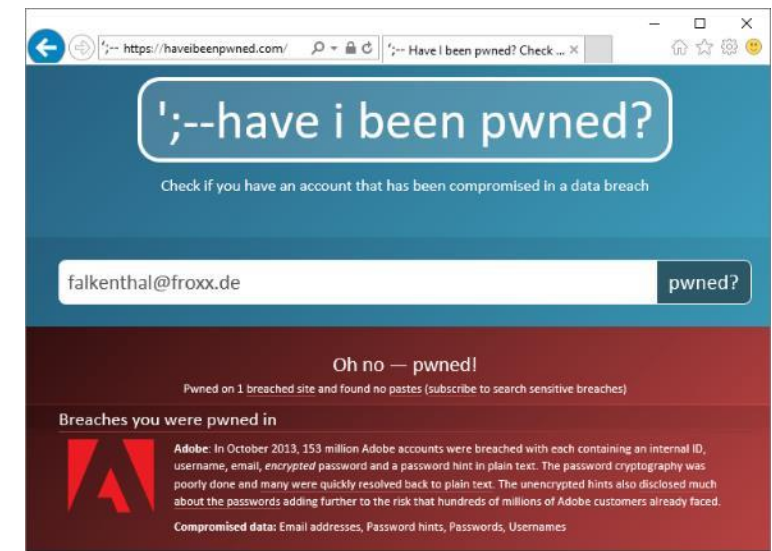 ';-- https://haveibeenpwned.com/
';-- Have I been pwned? Check ...
';--have i been pwned?
Check if you have an account that has been compromised in a data breach
falkenthal@froxx.de
pwned?
Oh no — pwned!
Pwned on 1 breached site and found no pastes (subscribe to search sensitive breaches)
Breaches you were pwned in
Adobe: In October 2013, 153 million Adobe accounts were breached with each containing an internal ID,
username, email, encrypted password and a password hint in plain text. The password cryptography was
poorly done and many were quickly resolved back to plain text. The unencrypted hints also disclosed much
about the passwords adding further to the risk that hundreds of millions of Adobe customers already faced.
Compromised data: Email addresses, Password hints, Passwords, Usernames